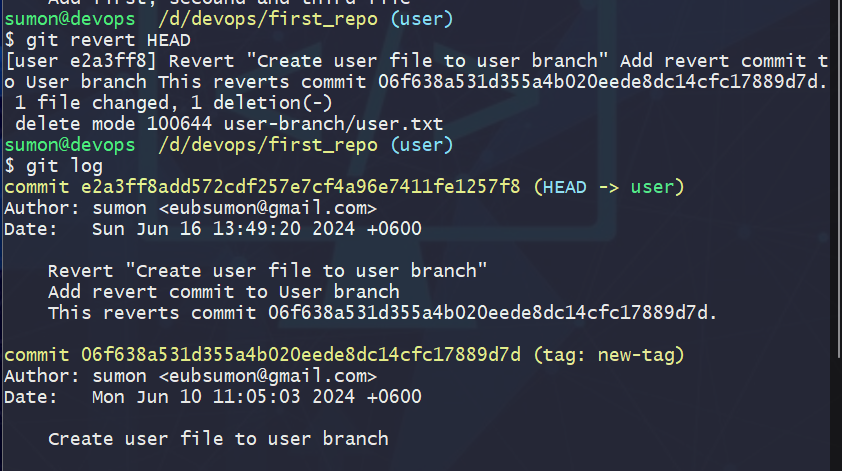 Add first, secound and third file
sumon@devops /d/devops/first_repo (user)
$ git revert HEAD
[user e2a3ff8] Revert "Create user file to user branch" Add revert commit t
o User branch This reverts commit 06f638a531d355a4b020eede8dc14cfc17889d7d.
 1 file changed, 1 deletion(-)
 delete mode 100644 user-branch/user.txt
sumon@devops /d/devops/first_repo (user)
$ git log
commit e2a3ff8add572cdf257e7cf4a96e7411fe1257f8 (HEAD -> user)
Author: sumon <eubsumon@gmail.com>
Date:   Sun Jun 16 13:49:20 2024 +0600
    Revert "Create user file to user branch"
    Add revert commit to User branch
    This reverts commit 06f638a531d355a4b020eede8dc14cfc17889d7d.
commit 06f638a531d355a4b020eede8dc14cfc17889d7d (tag: new-tag)
Author: sumon <eubsumon@gmail.com>
Date:   Mon Jun 10 11:05:03 2024 +0600
    Create user file to user branch